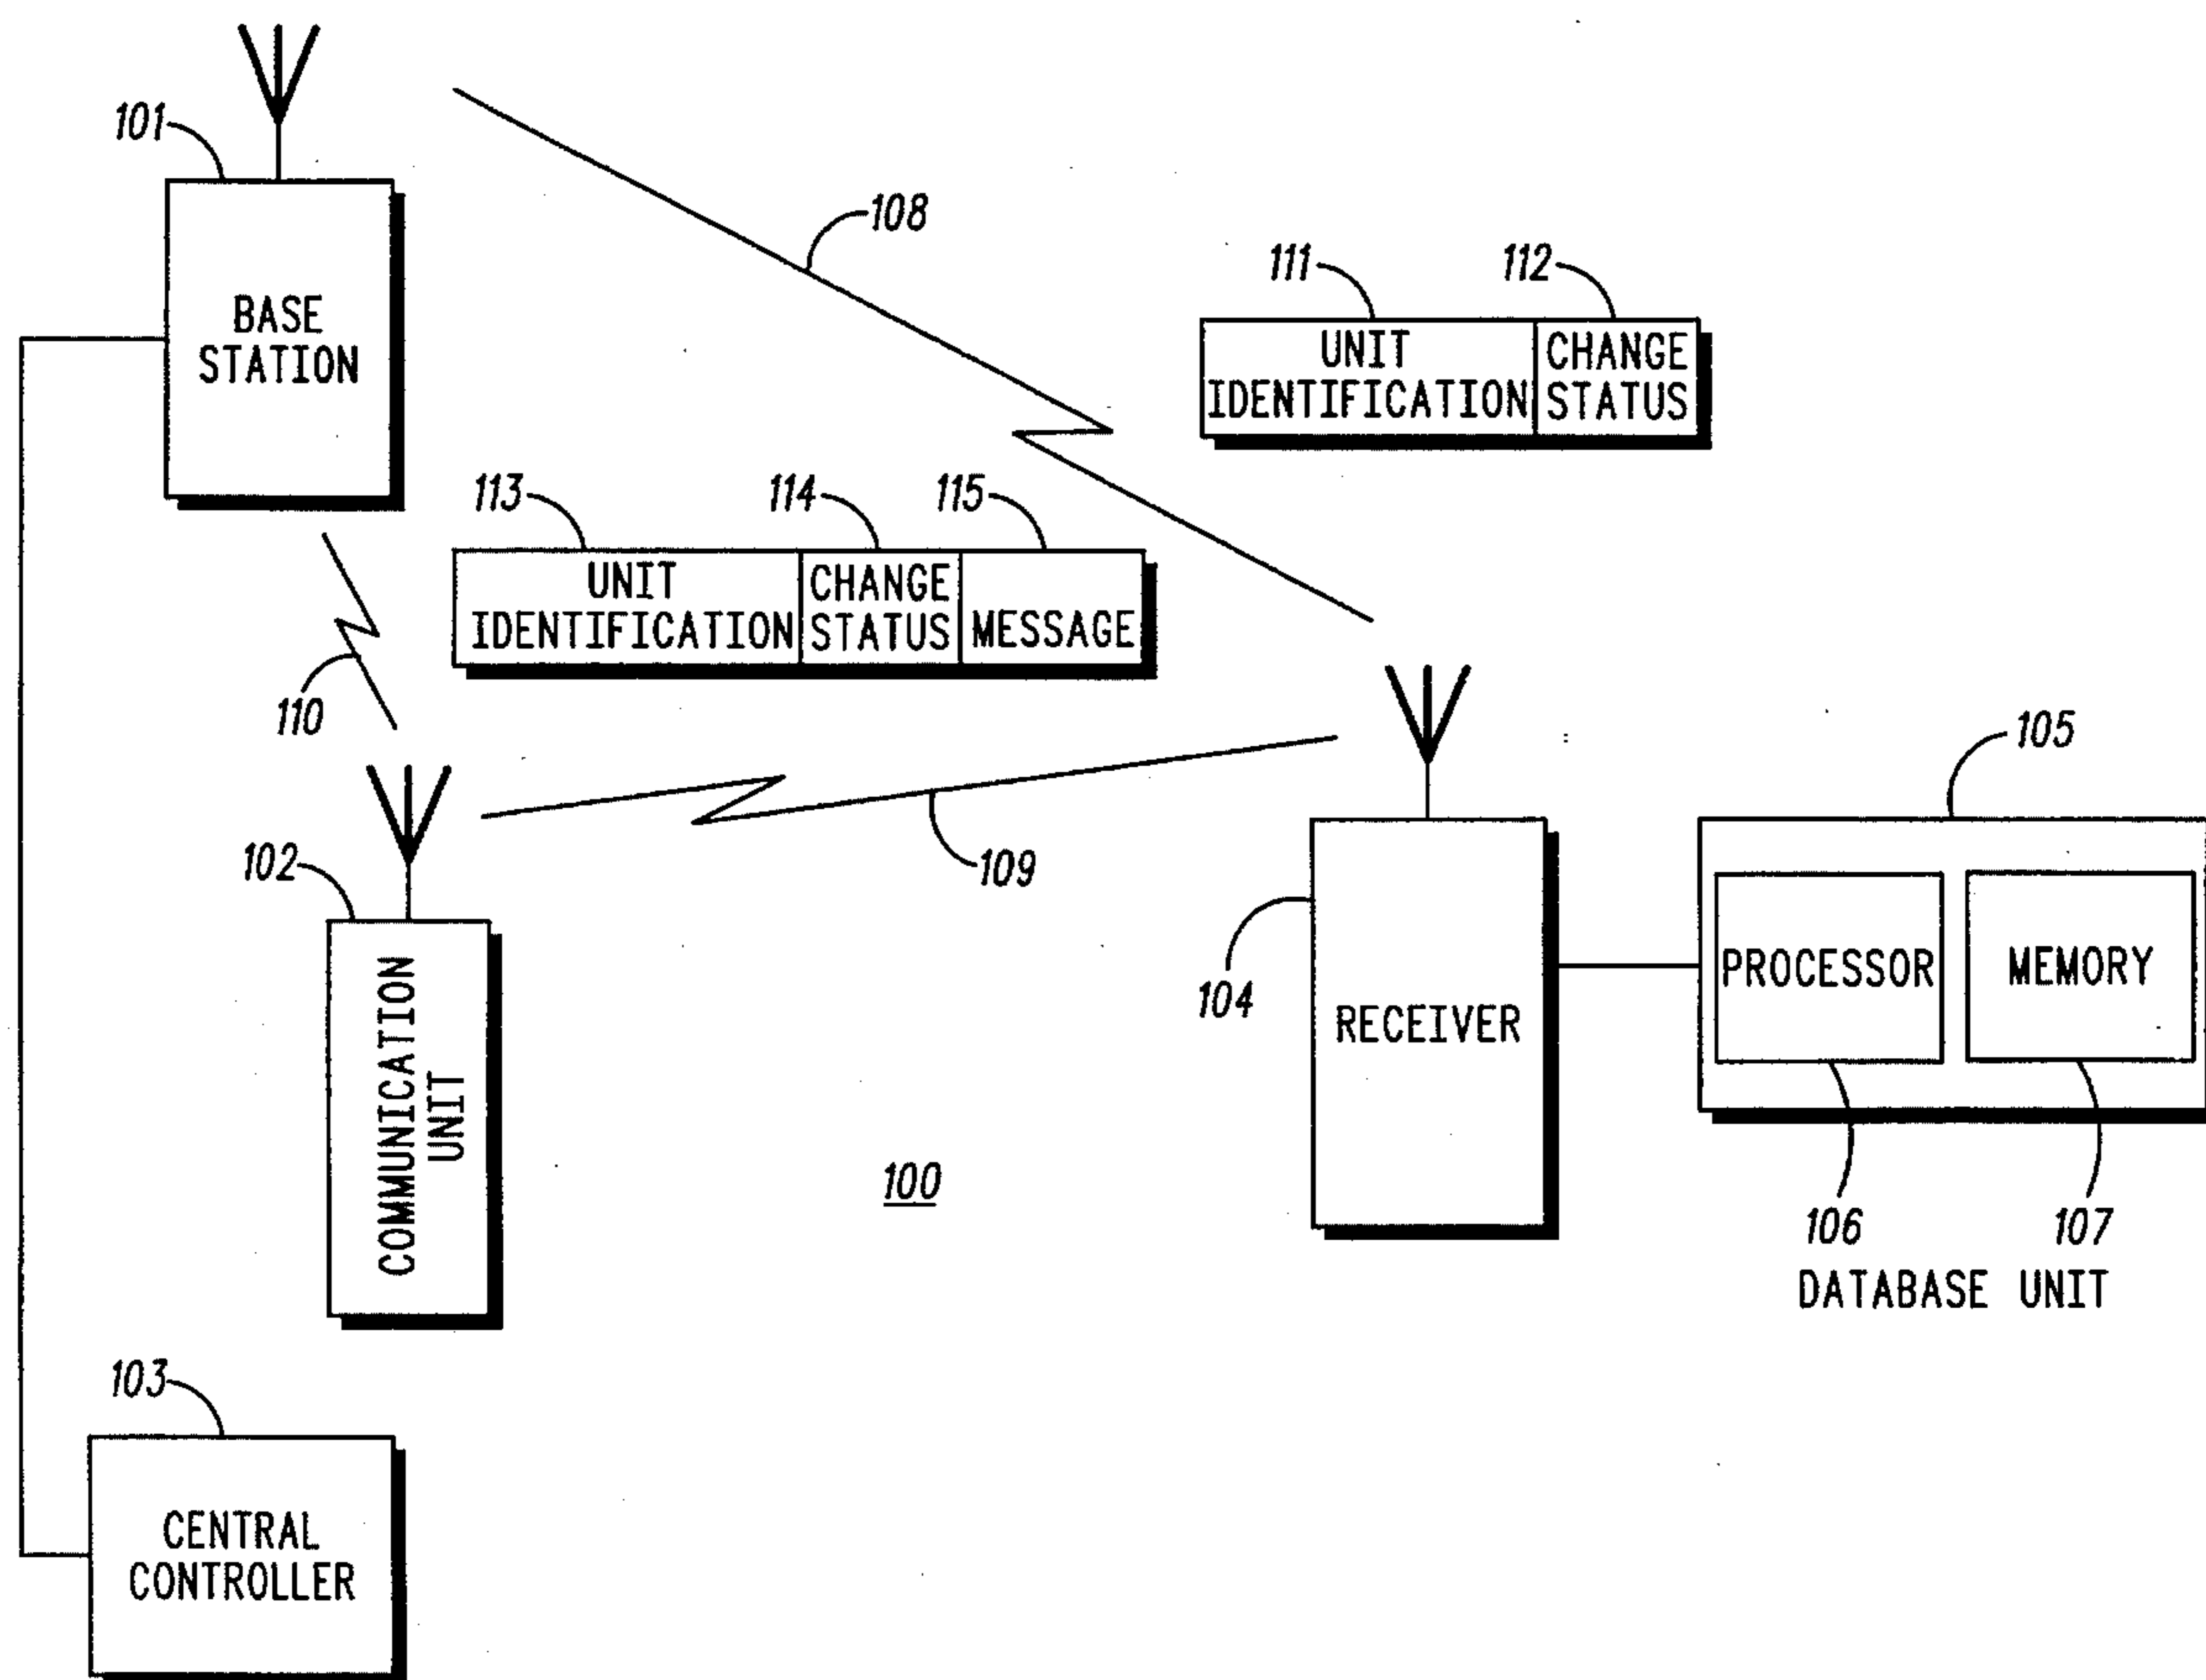 101
BASE
STATION
108
111
112
UNIT
IDENTIFICATION
CHANGE
STATUS
113
114
115
UNIT
IDENTIFICATION
CHANGE
STATUS
MESSAGE
110
102
COMMUNICATION
UNIT
109
104
RECEIVER
105
PROCESSOR
MEMORY
106
107
DATABASE UNIT
100
103
CENTRAL
CONTROLLER